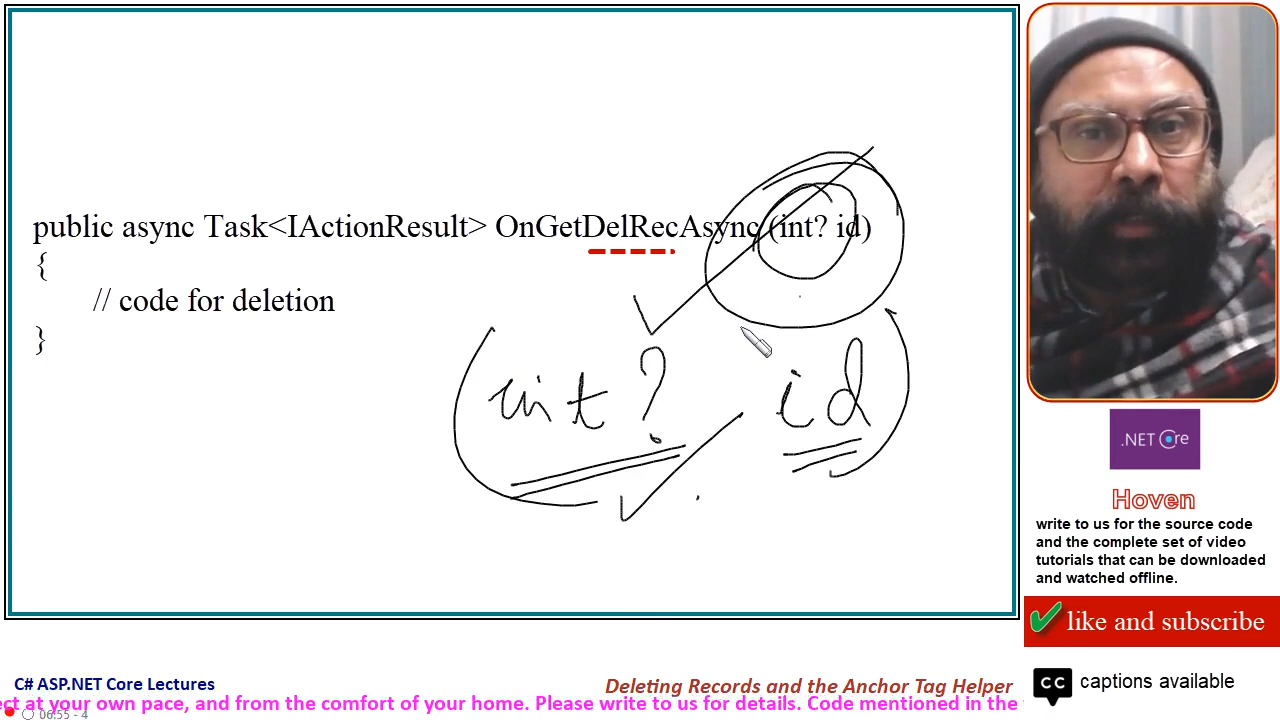 public async Task<IActionResult> OnGetDelRecAsync (int? id)
{
// code for deletion
}
int? id
.NET Core
Hoven
write to us for the source code
and the complete set of video
tutorials that can be downloaded
and watched offline.
like and subscribe
C# ASP.NET Core Lectures
Deleting Records and the Anchor Tag Helper
CC captions available
ect at your own pace, and from the comfort of your home. Please write to us for details. Code mentioned in the
06:55 - 4